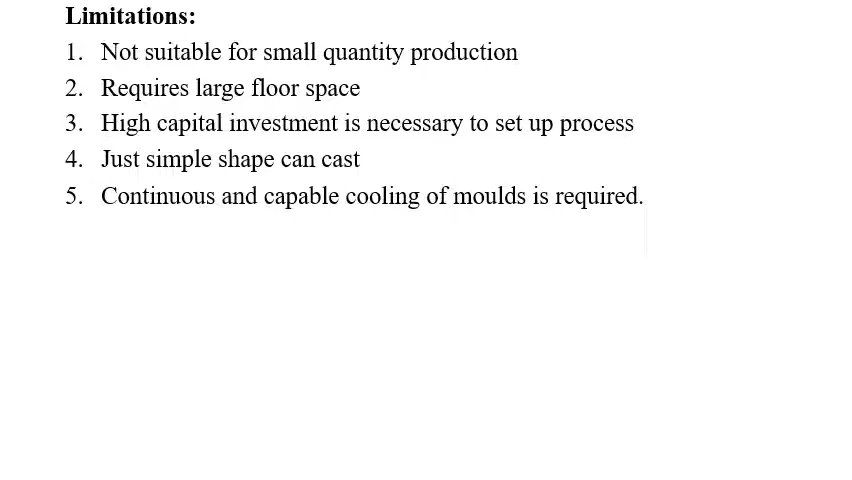 Limitations:
1. Not suitable for small quantity production
2. Requires large floor space
3. High capital investment is necessary to set up process
4. Just simple shape can cast
5. Continuous and capable cooling of moulds is required.